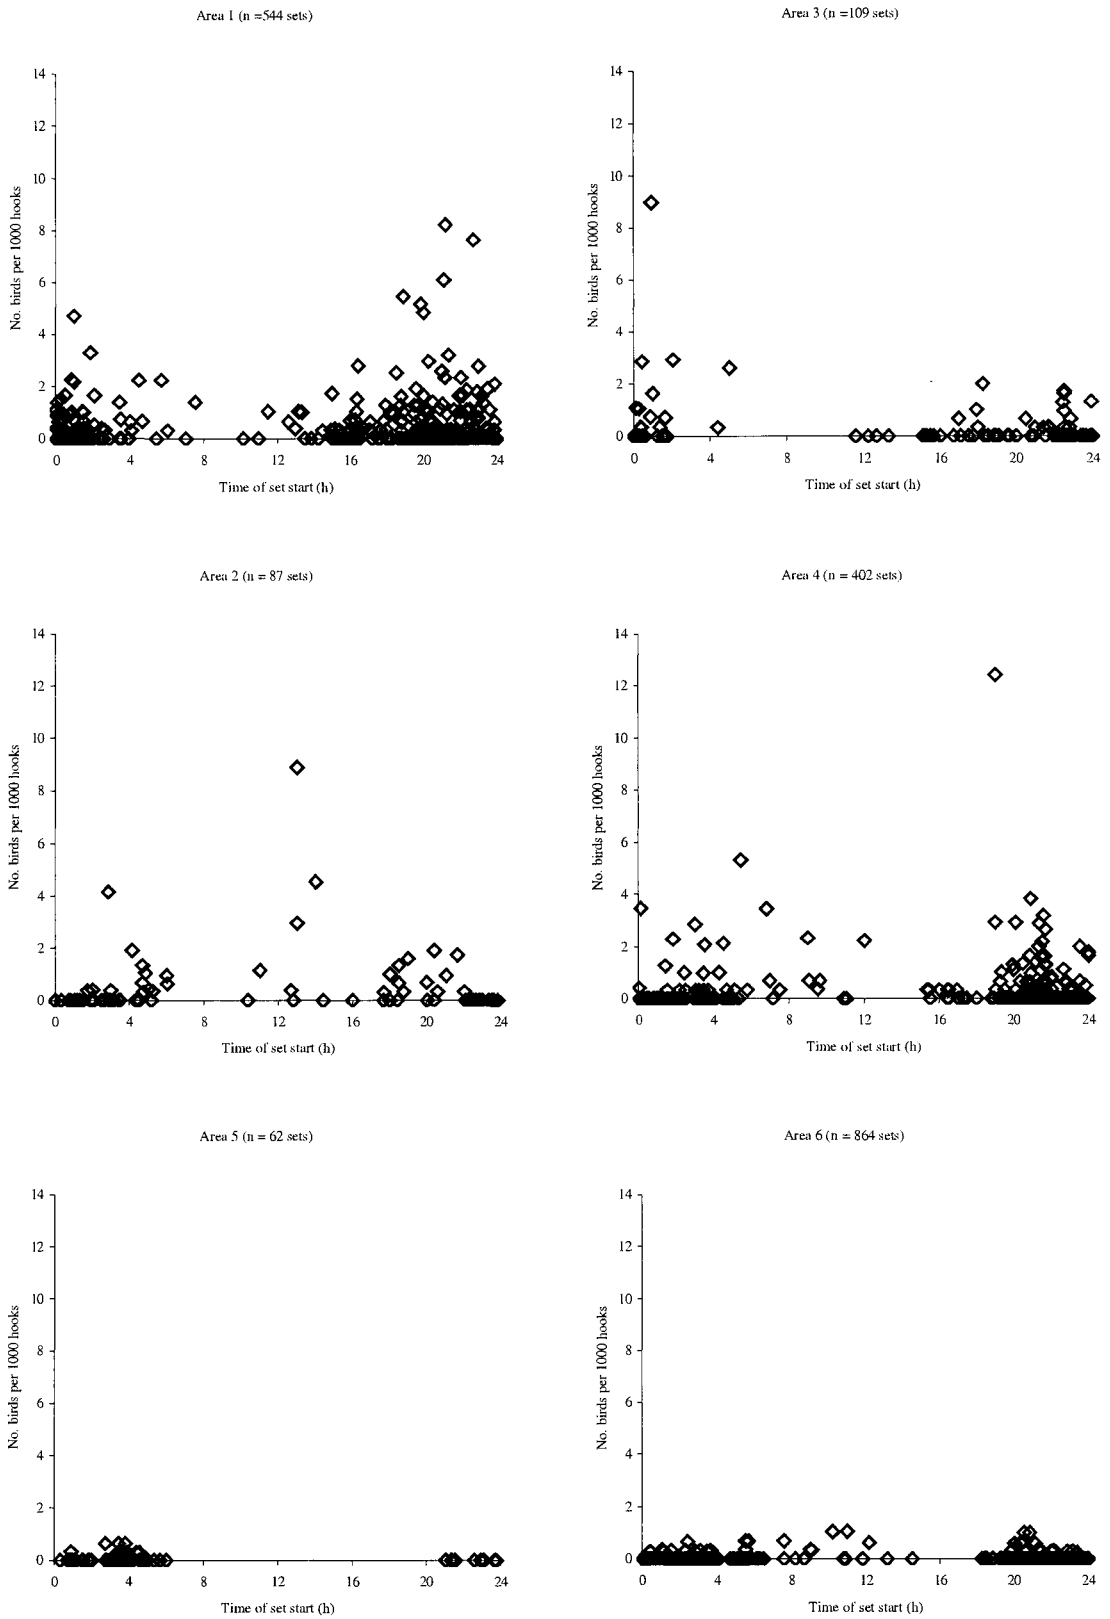 Area 1 (n =544 sets)
14
12
10
8
6
4
2
0
No. birds per 1000 hooks
0 4 8 12 16 20 24
Time of set start (h)
Area 3 (n =109 sets)
14
12
10
8
6
4
2
0
No. birds per 1000 hooks
0 4 8 12 16 20 24
Time of set start (h)
Area 2 (n = 87 sets)
14
12
10
8
6
4
2
0
No. birds per 1000 hooks
0 4 8 12 16 20 24
Time of set start (h)
Area 4 (n = 402 sets)
14
12
10
8
6
4
2
0
No. birds per 1000 hooks
0 4 8 12 16 20 24
Time of set start (h)
Area 5 (n = 62 sets)
14
12
10
8
6
4
2
0
No. birds per 1000 hooks
0 4 8 12 16 20 24
Time of set start (h)
Area 6 (n = 864 sets)
14
12
10
8
6
4
2
0
No. birds per 1000 hooks
0 4 8 12 16 20 24
Time of set start (h)